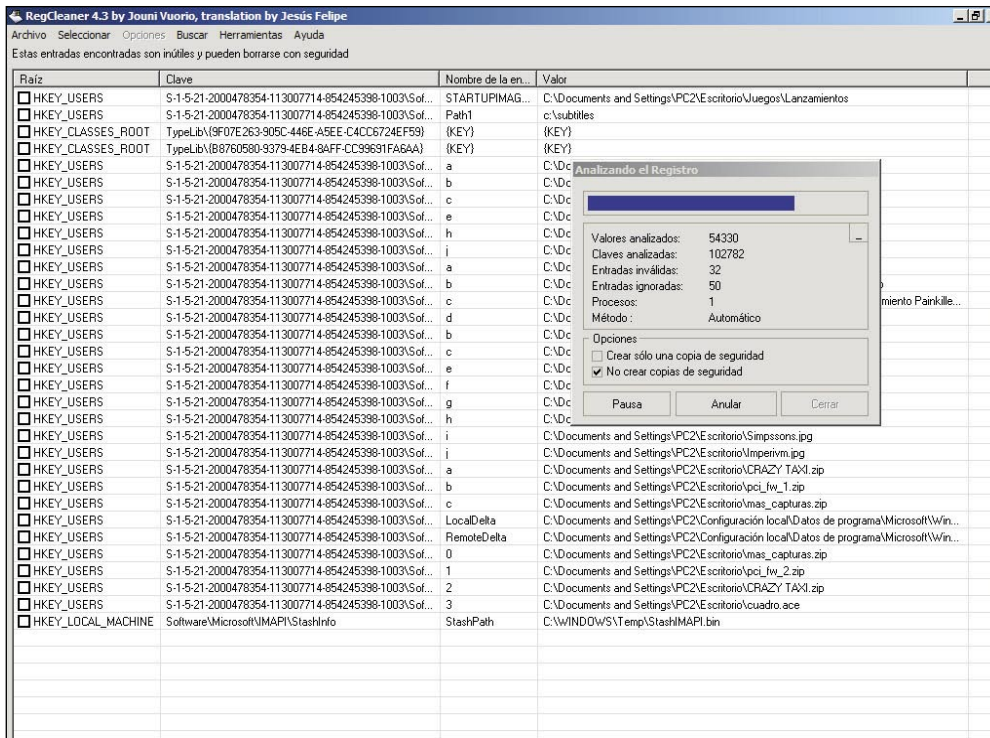 RegCleaner 4.3 by Jouni Vuorio, translation by Jesús Felipe
Archivo Seleccionar Opciones Buscar Herramientas Ayuda
Estas entradas encontradas son inútiles y pueden borrarse con seguridad
Raíz Clave Nombre de la en... Valor
HKEY_USERS S-1-5-21-2000478354-113007714-854245398-1003\Sof... STARTUPIMAG... C:\Documents and Settings\PC2\Escritorio\Juegos\Lanzamientos
HKEY_USERS S-1-5-21-2000478354-113007714-854245398-1003\Sof... Path1 c:\subtitles
HKEY_CLASSES_ROOT TypeLib\{9F07E263-905C-446E-A5EE-C4CC6724EF59} {KEY} {KEY}
HKEY_CLASSES_ROOT TypeLib\{B8760580-9379-4EB4-8AFF-CC99691FA6AA} {KEY} {KEY}
HKEY_USERS S-1-5-21-2000478354-113007714-854245398-1003\Sof... a C:\Dc
HKEY_USERS S-1-5-21-2000478354-113007714-854245398-1003\Sof... b C:\Dc
HKEY_USERS S-1-5-21-2000478354-113007714-854245398-1003\Sof... c C:\Dc
HKEY_USERS S-1-5-21-2000478354-113007714-854245398-1003\Sof... e C:\Dc
HKEY_USERS S-1-5-21-2000478354-113007714-854245398-1003\Sof... h C:\Dc
HKEY_USERS S-1-5-21-2000478354-113007714-854245398-1003\Sof... j C:\Dc
HKEY_USERS S-1-5-21-2000478354-113007714-854245398-1003\Sof... a C:\Dc
HKEY_USERS S-1-5-21-2000478354-113007714-854245398-1003\Sof... b C:\Dc
HKEY_USERS S-1-5-21-2000478354-113007714-854245398-1003\Sof... c C:\Dc miento Painkille...
HKEY_USERS S-1-5-21-2000478354-113007714-854245398-1003\Sof... d C:\Dc
HKEY_USERS S-1-5-21-2000478354-113007714-854245398-1003\Sof... b C:\Dc
HKEY_USERS S-1-5-21-2000478354-113007714-854245398-1003\Sof... c C:\Dc
HKEY_USERS S-1-5-21-2000478354-113007714-854245398-1003\Sof... e C:\Dc
HKEY_USERS S-1-5-21-2000478354-113007714-854245398-1003\Sof... f C:\Dc
HKEY_USERS S-1-5-21-2000478354-113007714-854245398-1003\Sof... g C:\Dc
HKEY_USERS S-1-5-21-2000478354-113007714-854245398-1003\Sof... h C:\Dc
HKEY_USERS S-1-5-21-2000478354-113007714-854245398-1003\Sof... i C:\Documents and Settings\PC2\Escritorio\Simpssons.jpg
HKEY_USERS S-1-5-21-2000478354-113007714-854245398-1003\Sof... j C:\Documents and Settings\PC2\Escritorio\Imperivm.jpg
HKEY_USERS S-1-5-21-2000478354-113007714-854245398-1003\Sof... a C:\Documents and Settings\PC2\Escritorio\CRAZY TAXI.zip
HKEY_USERS S-1-5-21-2000478354-113007714-854245398-1003\Sof... b C:\Documents and Settings\PC2\Escritorio\pci_fw_1.zip
HKEY_USERS S-1-5-21-2000478354-113007714-854245398-1003\Sof... c C:\Documents and Settings\PC2\Escritorio\mas_capturas.zip
HKEY_USERS S-1-5-21-2000478354-113007714-854245398-1003\Sof... LocalDelta C:\Documents and Settings\PC2\Configuración local\Datos de programa\Microsoft\Win...
HKEY_USERS S-1-5-21-2000478354-113007714-854245398-1003\Sof... RemoteDelta C:\Documents and Settings\PC2\Configuración local\Datos de programa\Microsoft\Win...
HKEY_USERS S-1-5-21-2000478354-113007714-854245398-1003\Sof... 0 C:\Documents and Settings\PC2\Escritorio\mas_capturas.zip
HKEY_USERS S-1-5-21-2000478354-113007714-854245398-1003\Sof... 1 C:\Documents and Settings\PC2\Escritorio\pci_fw_2.zip
HKEY_USERS S-1-5-21-2000478354-113007714-854245398-1003\Sof... 2 C:\Documents and Settings\PC2\Escritorio\CRAZY TAXI.zip
HKEY_USERS S-1-5-21-2000478354-113007714-854245398-1003\Sof... 3 C:\Documents and Settings\PC2\Escritorio\cuadro.ace
HKEY_LOCAL_MACHINE Software\Microsoft\IMAPI\StashInfo StashPath C:\WINDOWS\Temp\StashIMAPI.bin
Analizando el Registro
Valores analizados: 54330
Claves analizadas: 102782
Entradas inválidas: 32
Entradas ignoradas: 50
Procesos: 1
Método : Automático
Opciones
Crear sólo una copia de seguridad
No crear copias de seguridad
Pausa Anular Cerrar